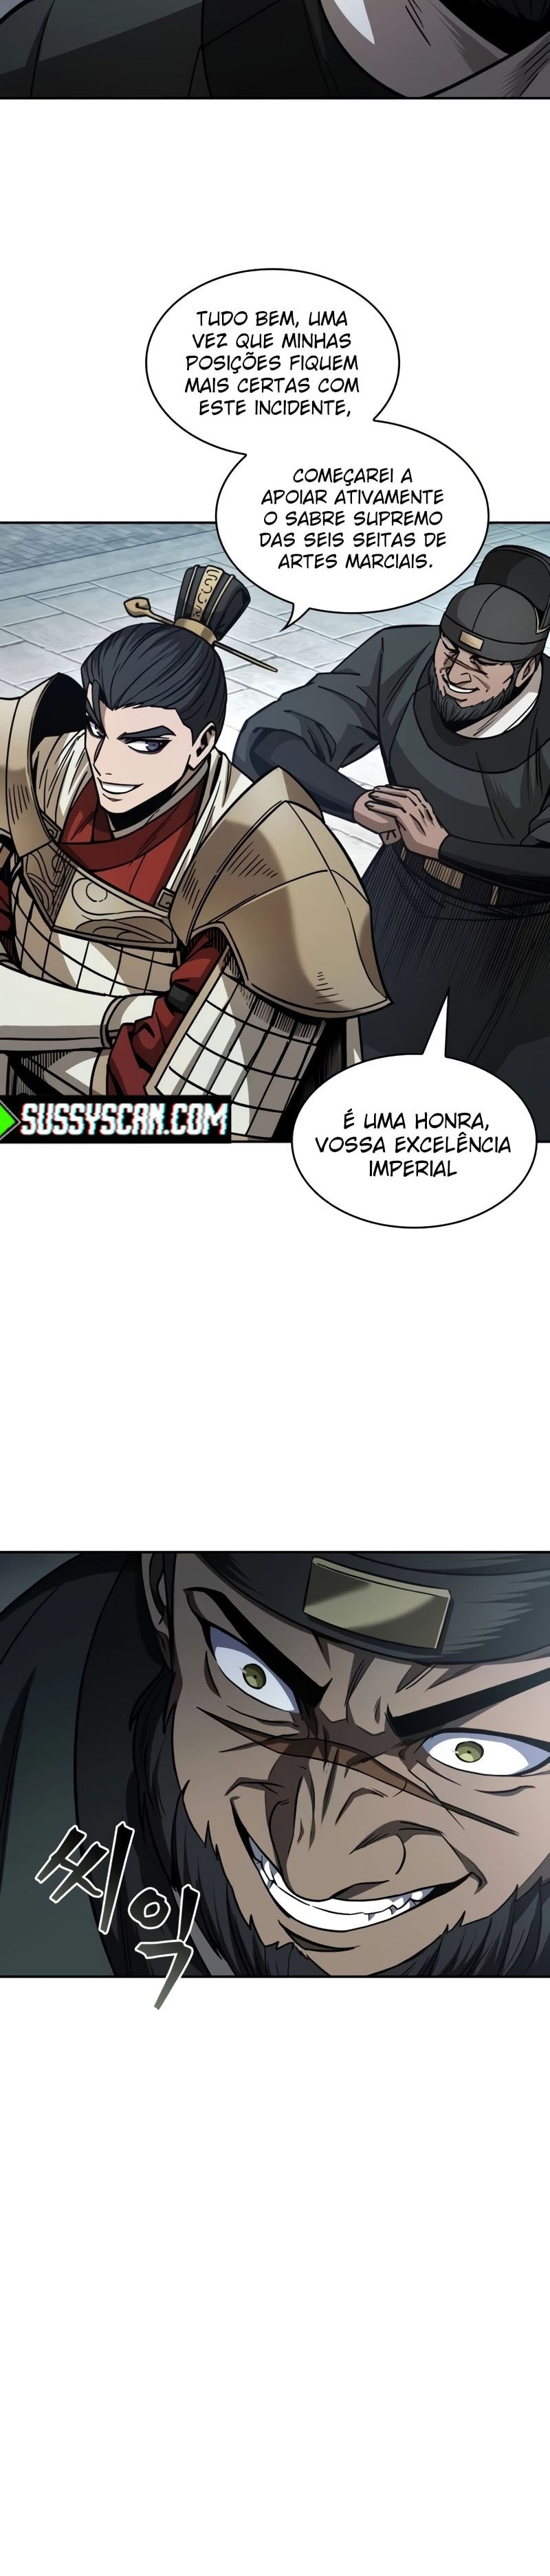 TUDO BEM, UMA
VEZ QUE MINHAS
POSIÇÕES FIQUEM
MAIS CERTAS COM
ESTE INCIDENTE,
COMEÇAREI A
APOIAR ATIVAMENTE
O SABRE SUPREMO
DAS SEIS SEITAS DE
ARTES MARCIAIS.
SUSSYSCAN.COM
É UMA HONRA,
VOSSA EXCELÊNCIA
IMPERIAL
씨익